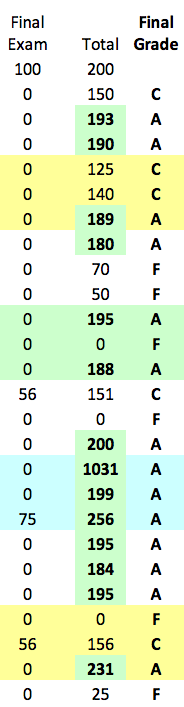 Final Final
Exam Total Grade
100 200
0 150 C
0 193 A
0 190 A
0 125 C
0 140 C
0 189 A
0 180 A
0 70 F
0 50 F
0 195 A
0 0 F
0 188 A
56 151 C
0 0 F
0 200 A
0 1031 A
0 199 A
75 256 A
0 195 A
0 184 A
0 195 A
0 0 F
56 156 C
0 231 A
0 25 F